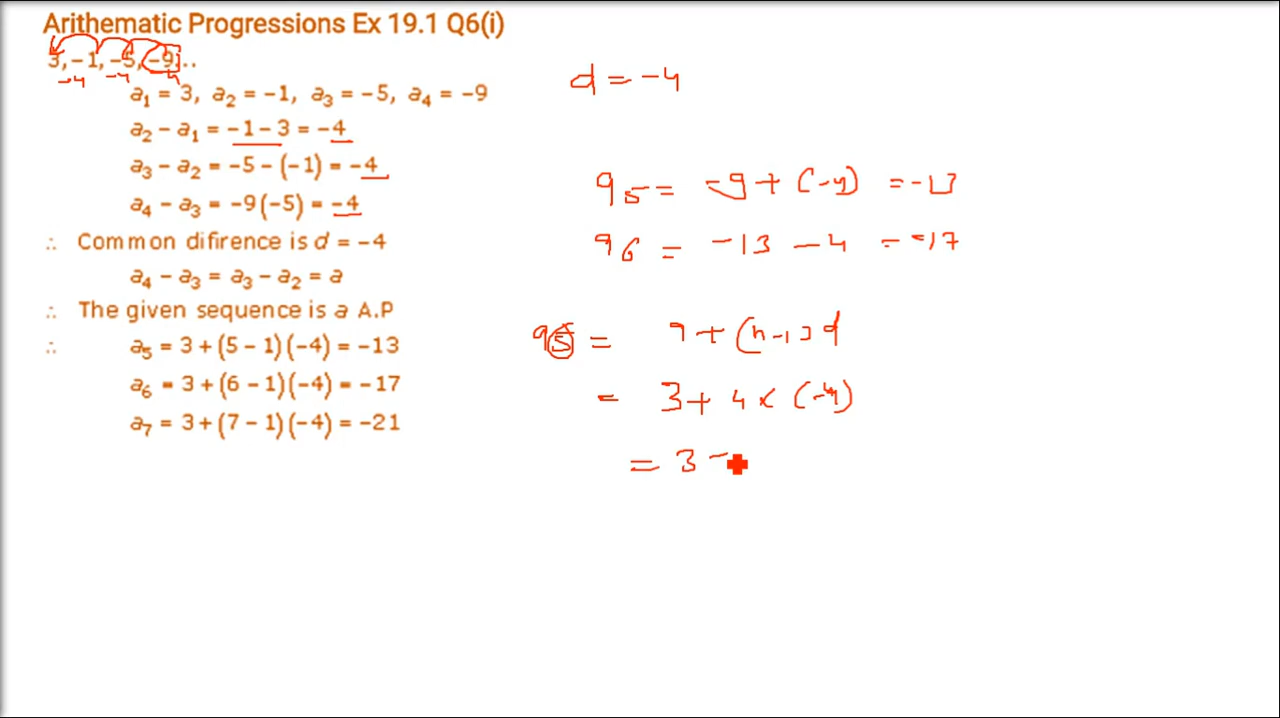 Arithematic Progressions Ex 19.1 Q6(i)
3, -1, -5, -9, ..
-4 -4 -4
a₁ = 3, a₂ = -1, a₃ = -5, a₄ = -9
a₂ - a₁ = -1 - 3 = -4
a₃ - a₂ = -5 - (-1) = -4
a₄ - a₃ = -9(-5) = -4
∴ Common difirence is d = -4
a₄ - a₃ = a₃ - a₂ = a
∴ The given sequence is a A.P
∴ a₅ = 3 + (5 - 1)(-4) = -13
a₆ = 3 + (6 - 1)(-4) = -17
a₇ = 3 + (7 - 1)(-4) = -21
d = -4
a₅ = -9 + (-4) = -13
a₆ = -13 - 4 = -17
a₅ = a + (n-1)d
= 3 + 4 × (-4)
= 3 -